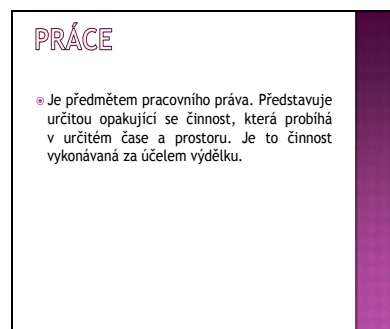 PRÁCE
Je předmětem pracovního práva. Představuje
určitou opakující se činnost, která probíhá
v určitém čase a prostoru. Je to činnost
vykonávaná za účelem výdělku.